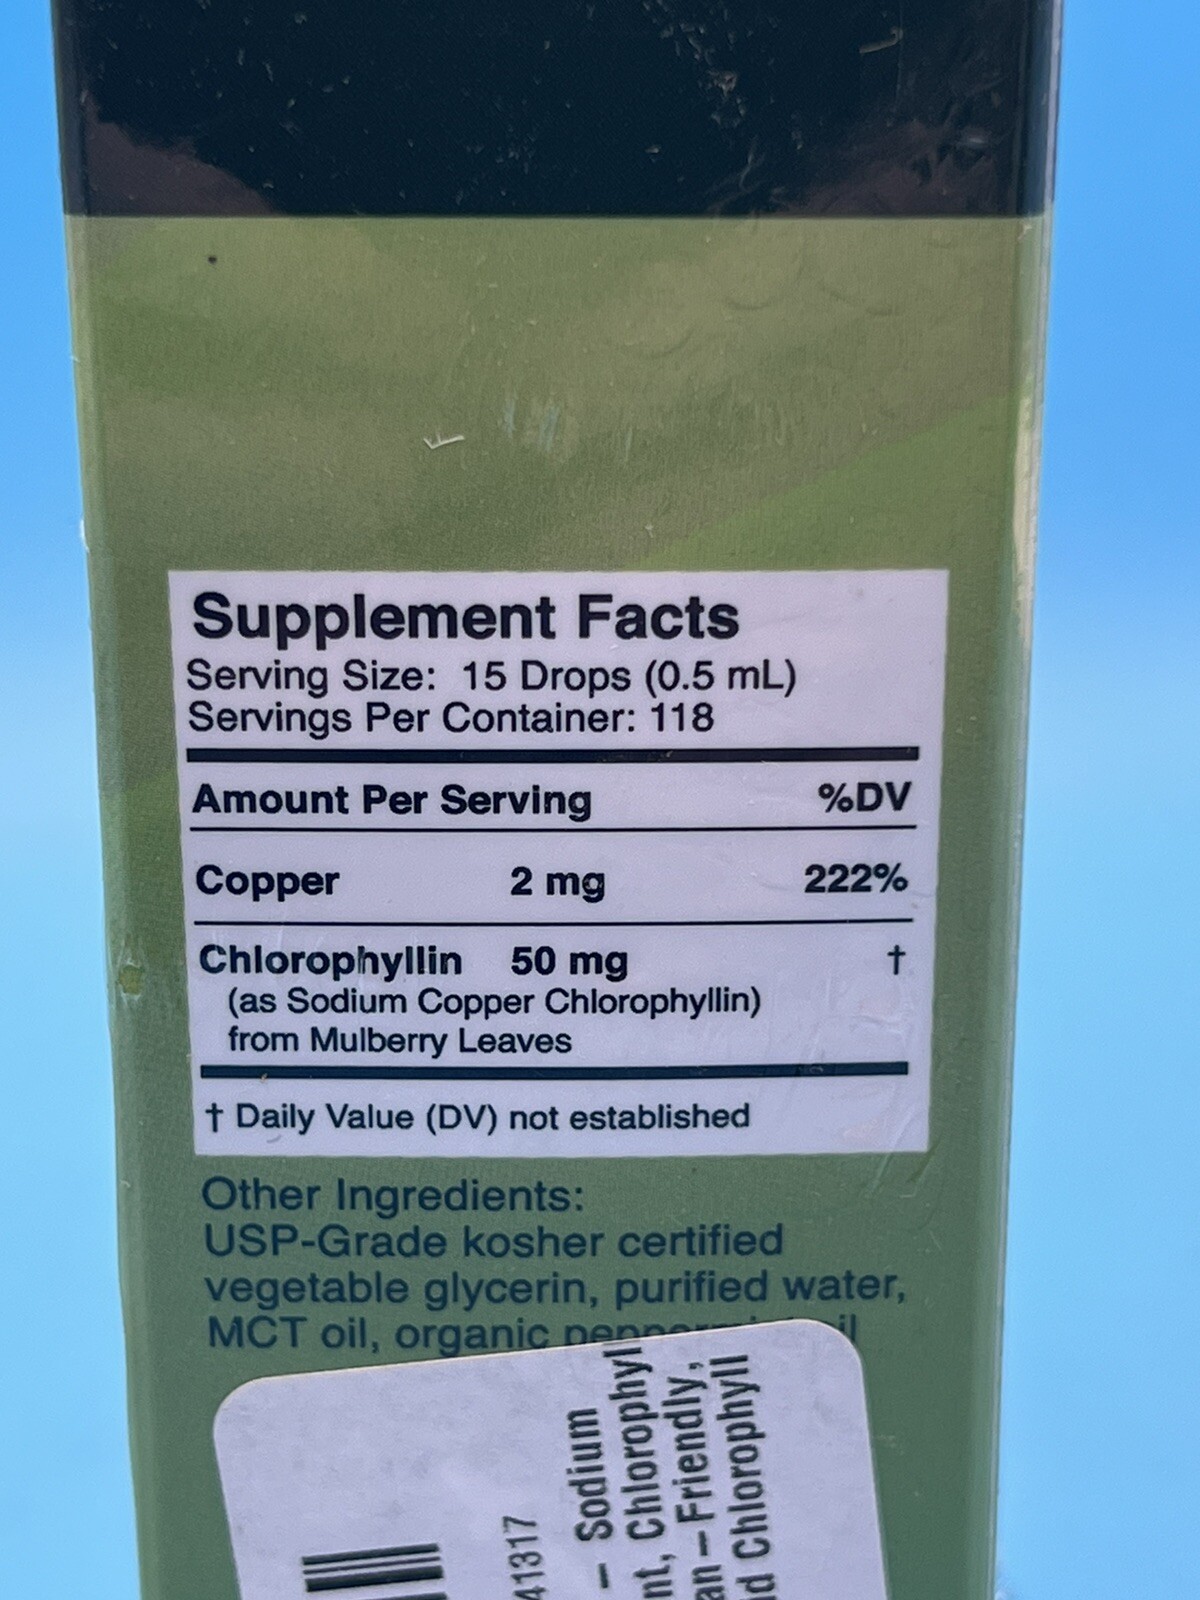 Supplement Facts
Serving Size: 15 Drops (0.5 mL)
Servings Per Container: 118
Amount Per Serving %DV
Copper 2 mg 222%
Chlorophyllin 50 mg †
(as Sodium Copper Chlorophyllin)
from Mulberry Leaves
† Daily Value (DV) not established
Other Ingredients:
USP-Grade kosher certified
vegetable glycerin, purified water,
MCT oil, organic
41317
– Sodium
Friendly,
Chlorophyll